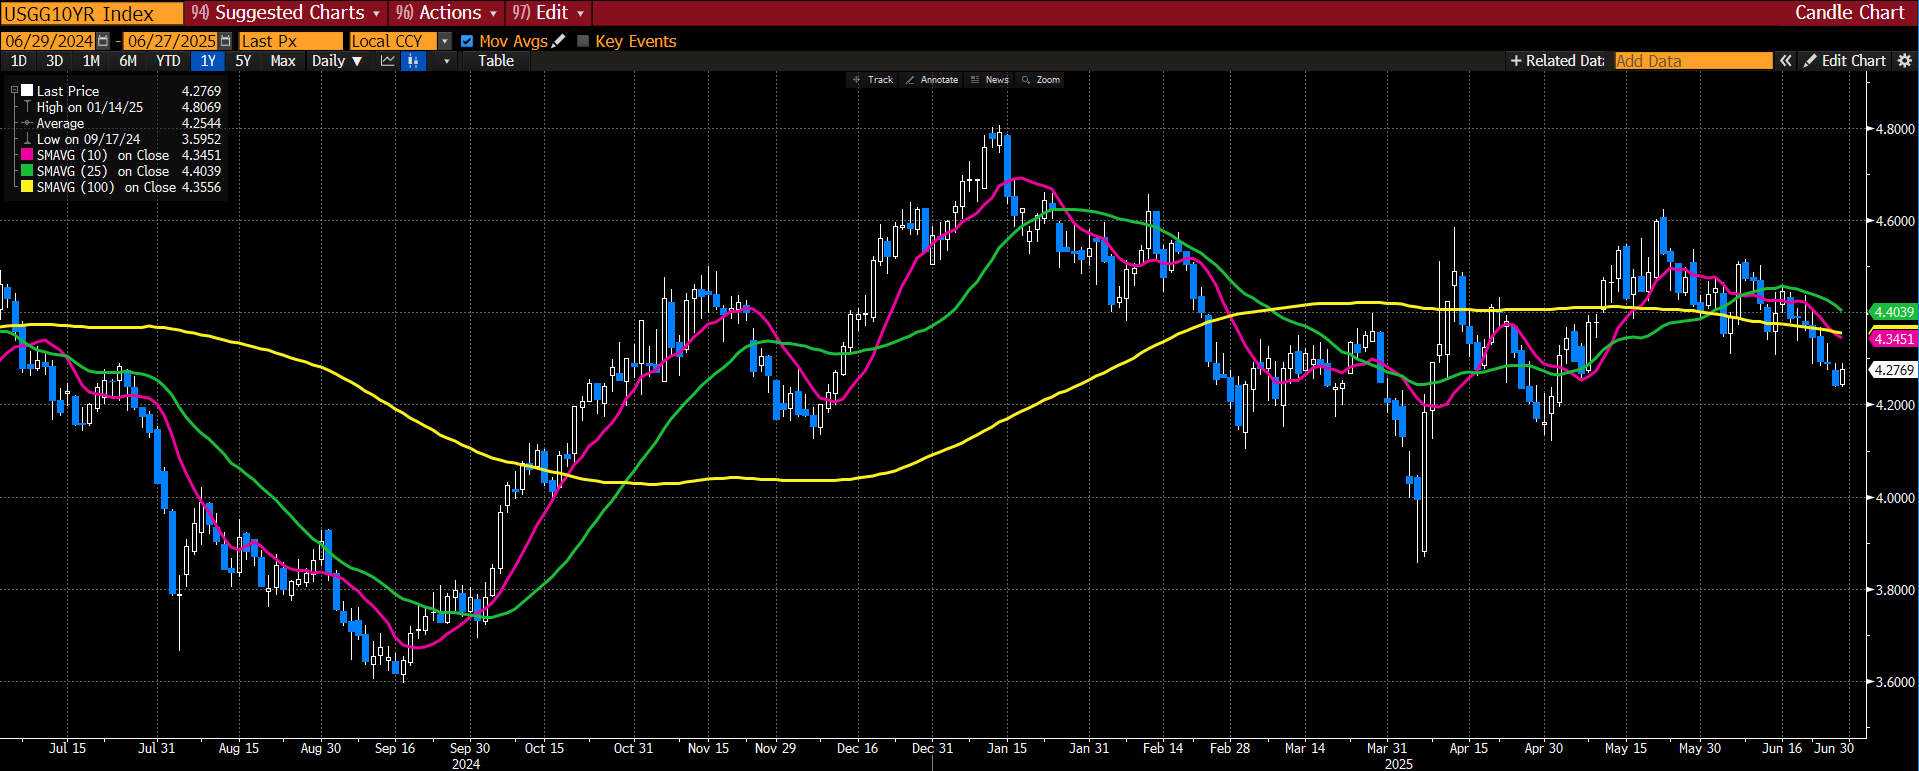 USGG10YR Index 94) Suggested Charts 96) Actions 97) Edit Candle Chart
06/29/2024 - 06/27/2025 Last Px Local CCY Mov Avgs Key Events
1D 3D 1M 6M YTD 1Y 5Y Max Daily ▼ Table + Related Data Add Data « Edit Chart
Track Annotate News Zoom
Last Price 4.2769
High on 01/14/25 4.8069
Average 4.2544
Low on 09/17/24 3.5952
SMAVG (10) on Close 4.3451
SMAVG (25) on Close 4.4039
SMAVG (100) on Close 4.3556
4.8000
4.6000
4.4039
4.3451
4.2769
4.2000
4.0000
3.8000
3.6000
Jul 15 Jul 31 Aug 15 Aug 30 Sep 16 Sep 30 Oct 15 Oct 31 Nov 15 Nov 29 Dec 16 Dec 31 Jan 15 Jan 31 Feb 14 Feb 28 Mar 14 Mar 31 Apr 15 Apr 30 May 15 May 30 Jun 16 Jun 30
2024 2025